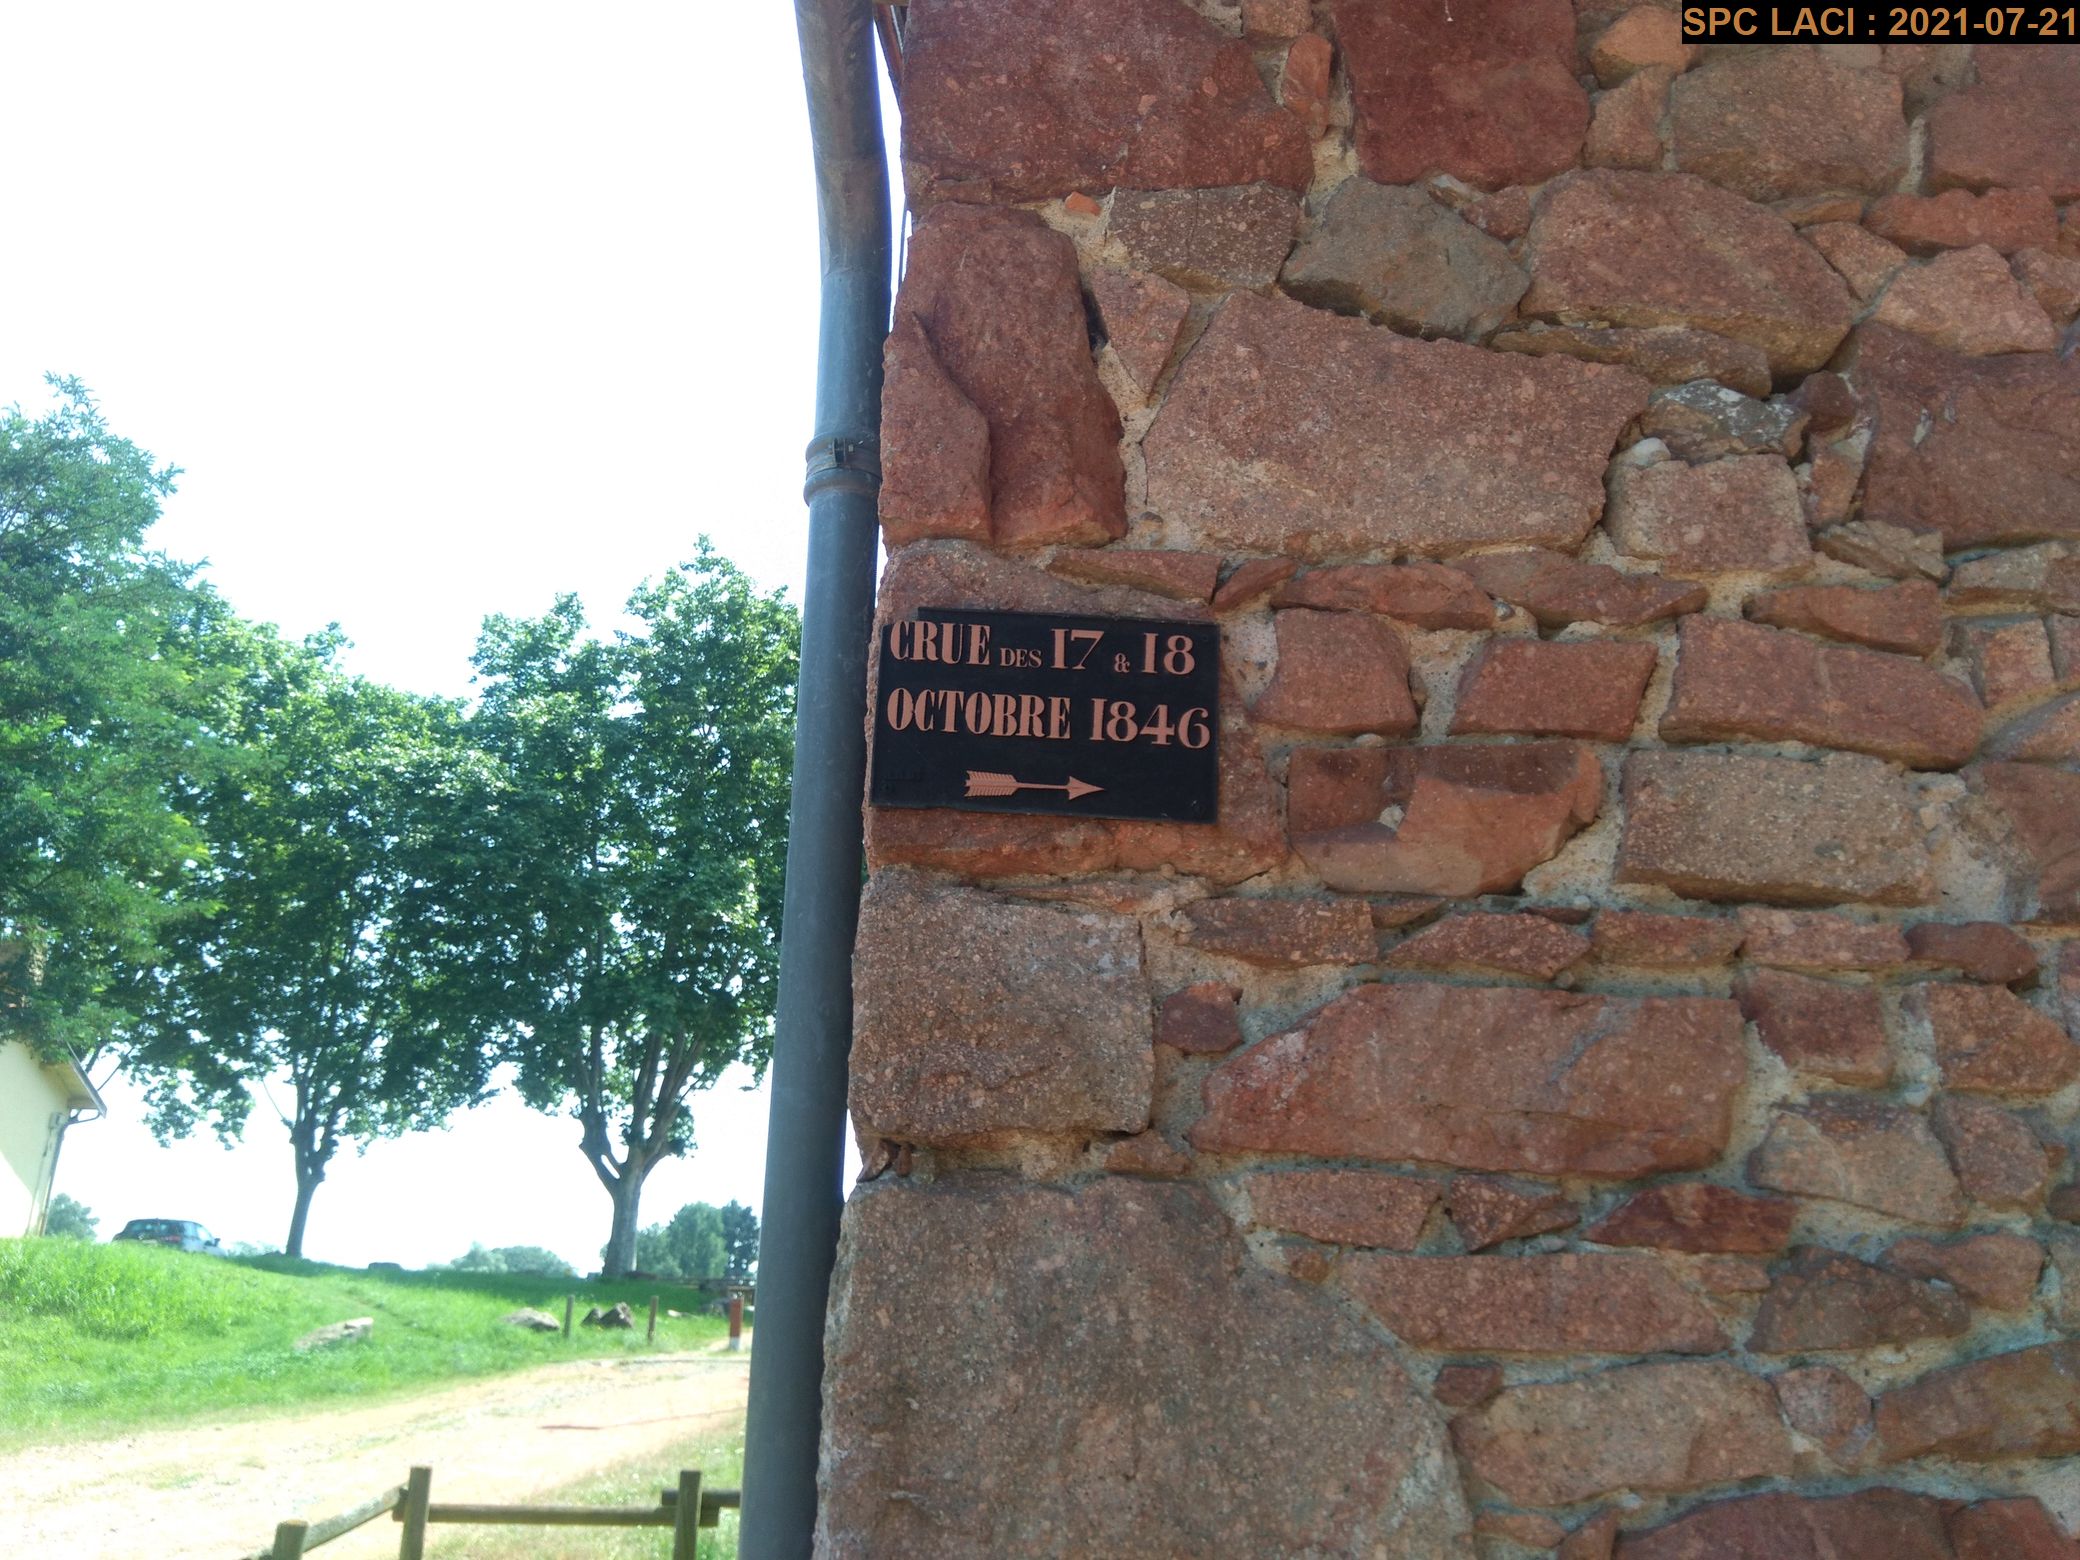 SPC LACI : 2021-07-21
CRUE DES 17 & 18
OCTOBRE 1846